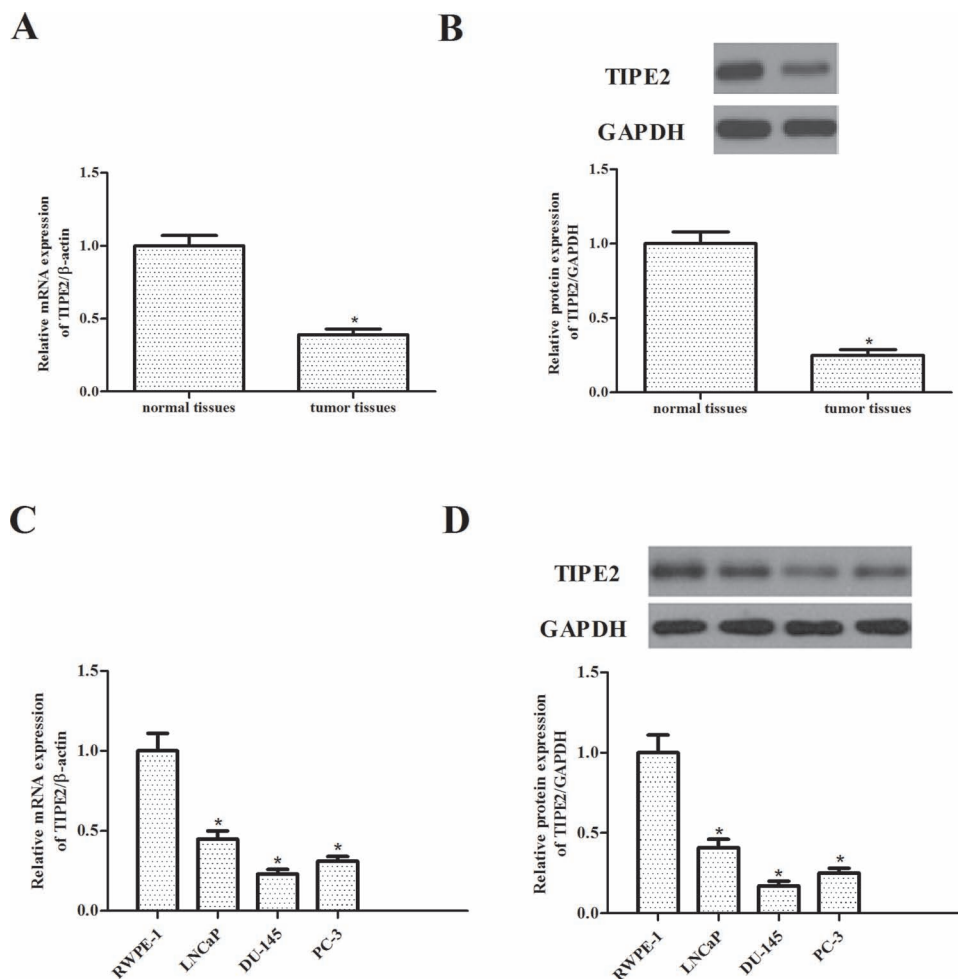 A
Relative mRNA expression
of TIPE2/β-actin
1.5
1.0
0.5
0.0
*
normal tissues
tumor tissues
B
TIPE2
GAPDH
Relative protein expression
of TIPE2/GAPDH
1.5
1.0
0.5
0.0
*
normal tissues
tumor tissues
C
Relative mRNA expression
of TIPE2/β-actin
1.5
1.0
0.5
0.0
*
*
*
RWPE-1
LNCaP
DU-145
PC-3
D
TIPE2
GAPDH
Relative protein expression
of TIPE2/GAPDH
1.5
1.0
0.5
0.0
*
*
*
RWPE-1
LNCaP
DU-145
PC-3